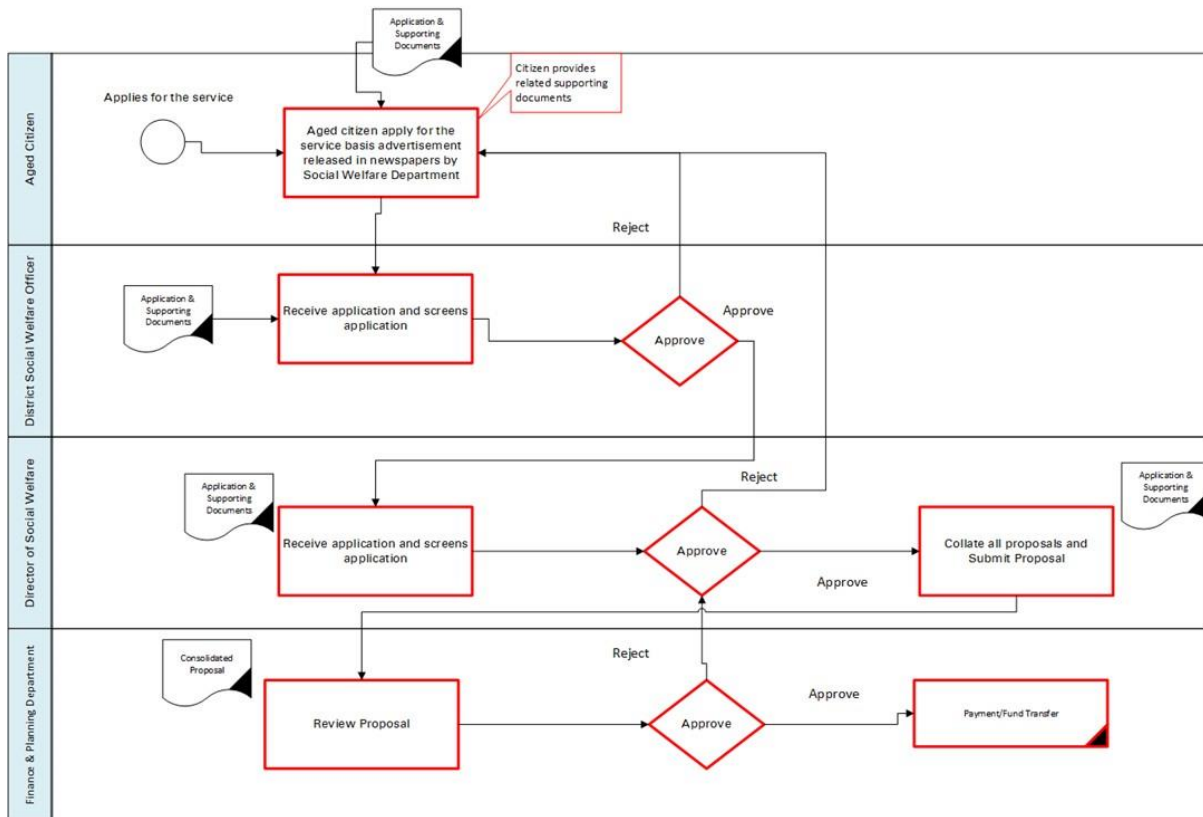 Application &
Supporting
Documents
Aged Citizen
Applies for the service
Citizen provides
related supporting
documents
Aged citizen apply for the
service basis advertisement
released in newspapers by
Social Welfare Department
Reject
District Social Welfare Officer
Application &
Supporting
Documents
Receive application and screens
application
Approve
Approve
Director of Social Welfare
Application &
Supporting
Documents
Receive application and screens
application
Reject
Approve
Approve
Collate all proposals and
Submit Proposal
Application &
Supporting
Documents
Finance & Planning Department
Consolidated
Proposal
Review Proposal
Reject
Approve
Approve
Payment/Fund Transfer